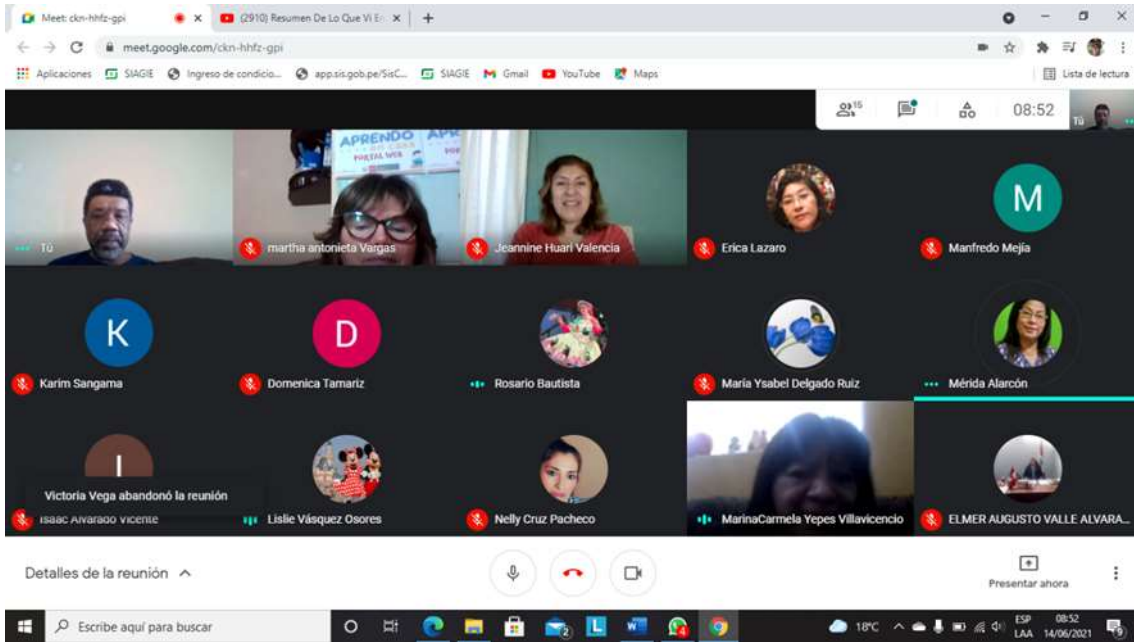 Meet: ckn-hhfz-gpi
(2910) Resumen De Lo Que Vi En
meet.google.com/ckn-hhfz-gpi
Aplicaciones SIAGIE Ingreso de condicio... app.sis.gob.pe/SisC... SIAGIE Gmail YouTube Maps Lista de lectura
15 08:52 Tú
APRENDO
en casa
PORTAL WEB
Tú
martha antonieta Vargas
Jeannine Huari Valencia
Erica Lazaro
M
Manfredo Mejía
K
Karim Sangama
D
Domenica Tamariz
Rosario Bautista
María Ysabel Delgado Ruiz
Mérida Alarcón
I
Victoria Vega abandonó la reunión
Isaac Alvarado Vicente
Lislie Vásquez Osores
Nelly Cruz Pacheco
MarinaCarmela Yepes Villavicencio
ELMER AUGUSTO VALLE ALVARA...
Detalles de la reunión
Presentar ahora
Escribe aquí para buscar
18°C
ESP
LAA
08:52
14/06/2021